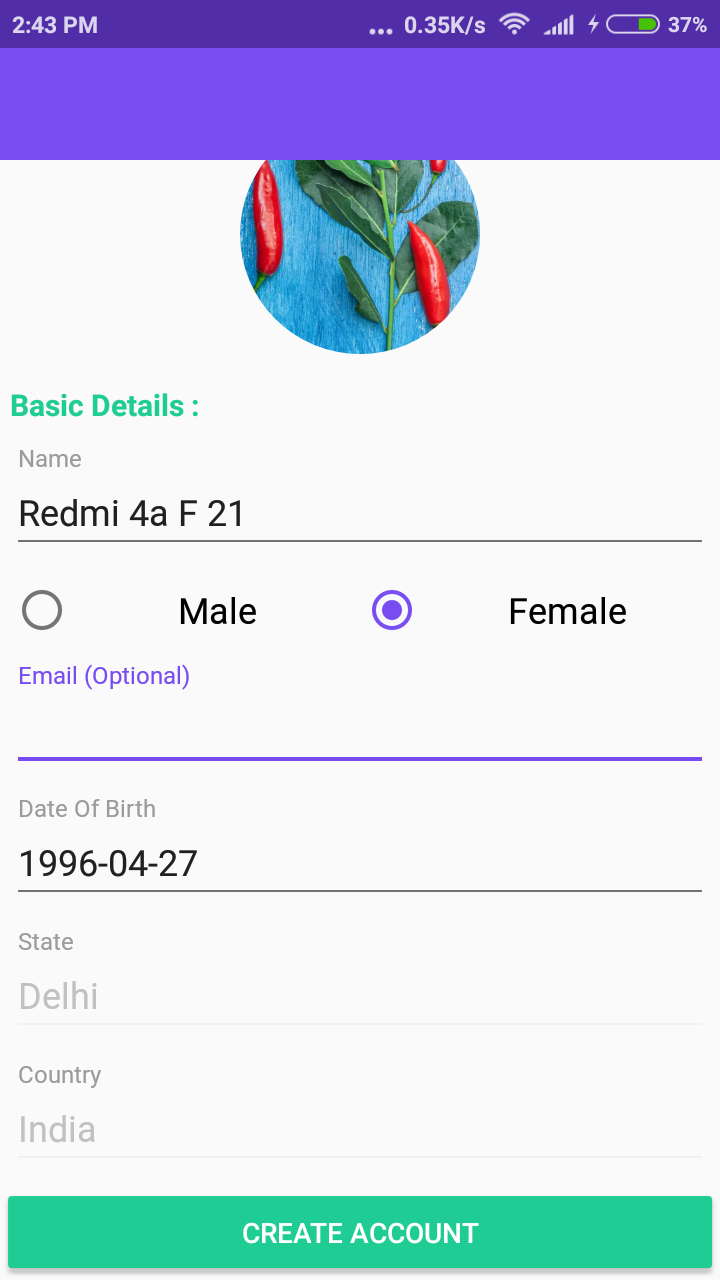 2:43 PM ... 0.35K/s 37%
Basic Details :
Name
Redmi 4a F 21
Male Female
Email (Optional)
Date Of Birth
1996-04-27
State
Delhi
Country
India
CREATE ACCOUNT